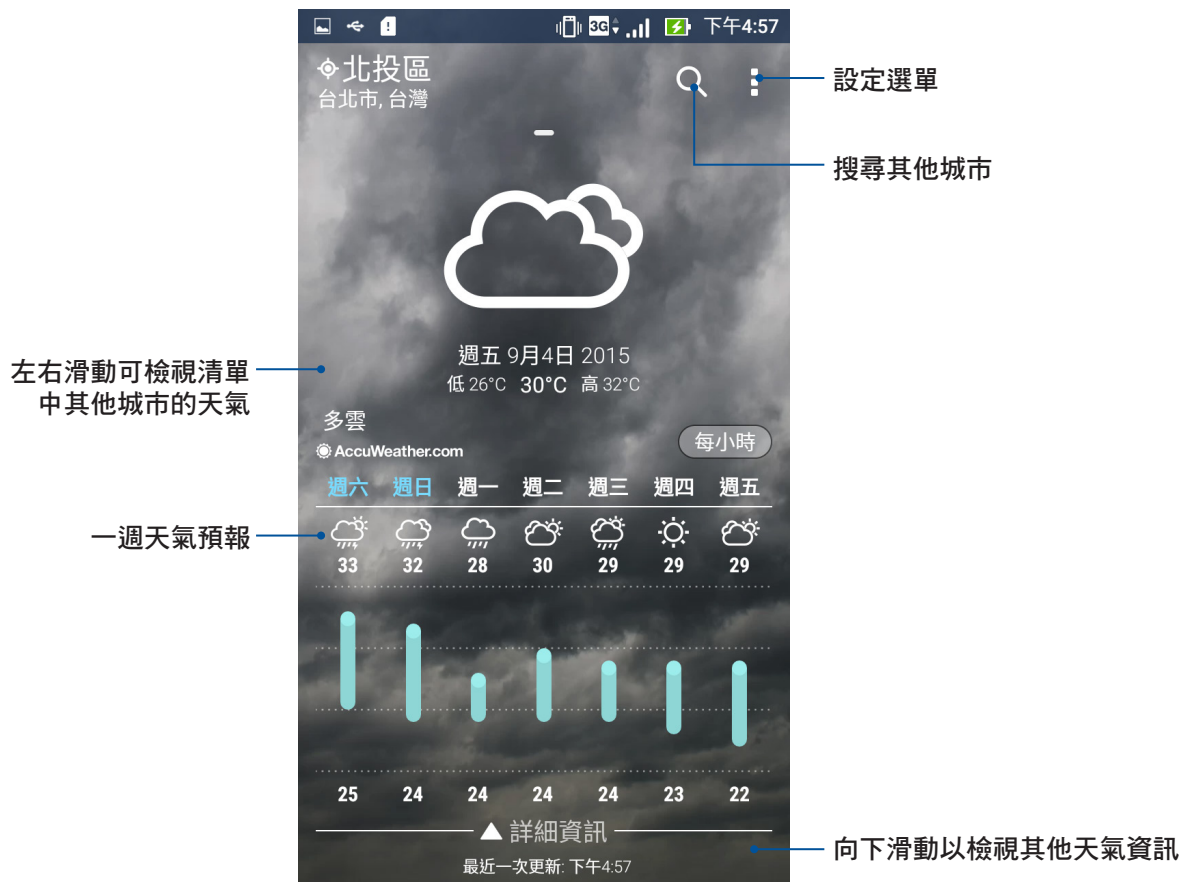 3G 下午4:57
北投區
台北市, 台灣
設定選單
搜尋其他城市
週五 9月4日 2015
低 26°C 30°C 高 32°C
左右滑動可檢視清單
中其他城市的天氣
多雲
AccuWeather.com
每小時
週六 週日 週一 週二 週三 週四 週五
一週天氣預報
33 32 28 30 29 29 29
25 24 24 24 24 23 22
詳細資訊
向下滑動以檢視其他天氣資訊
最近一次更新: 下午4:57